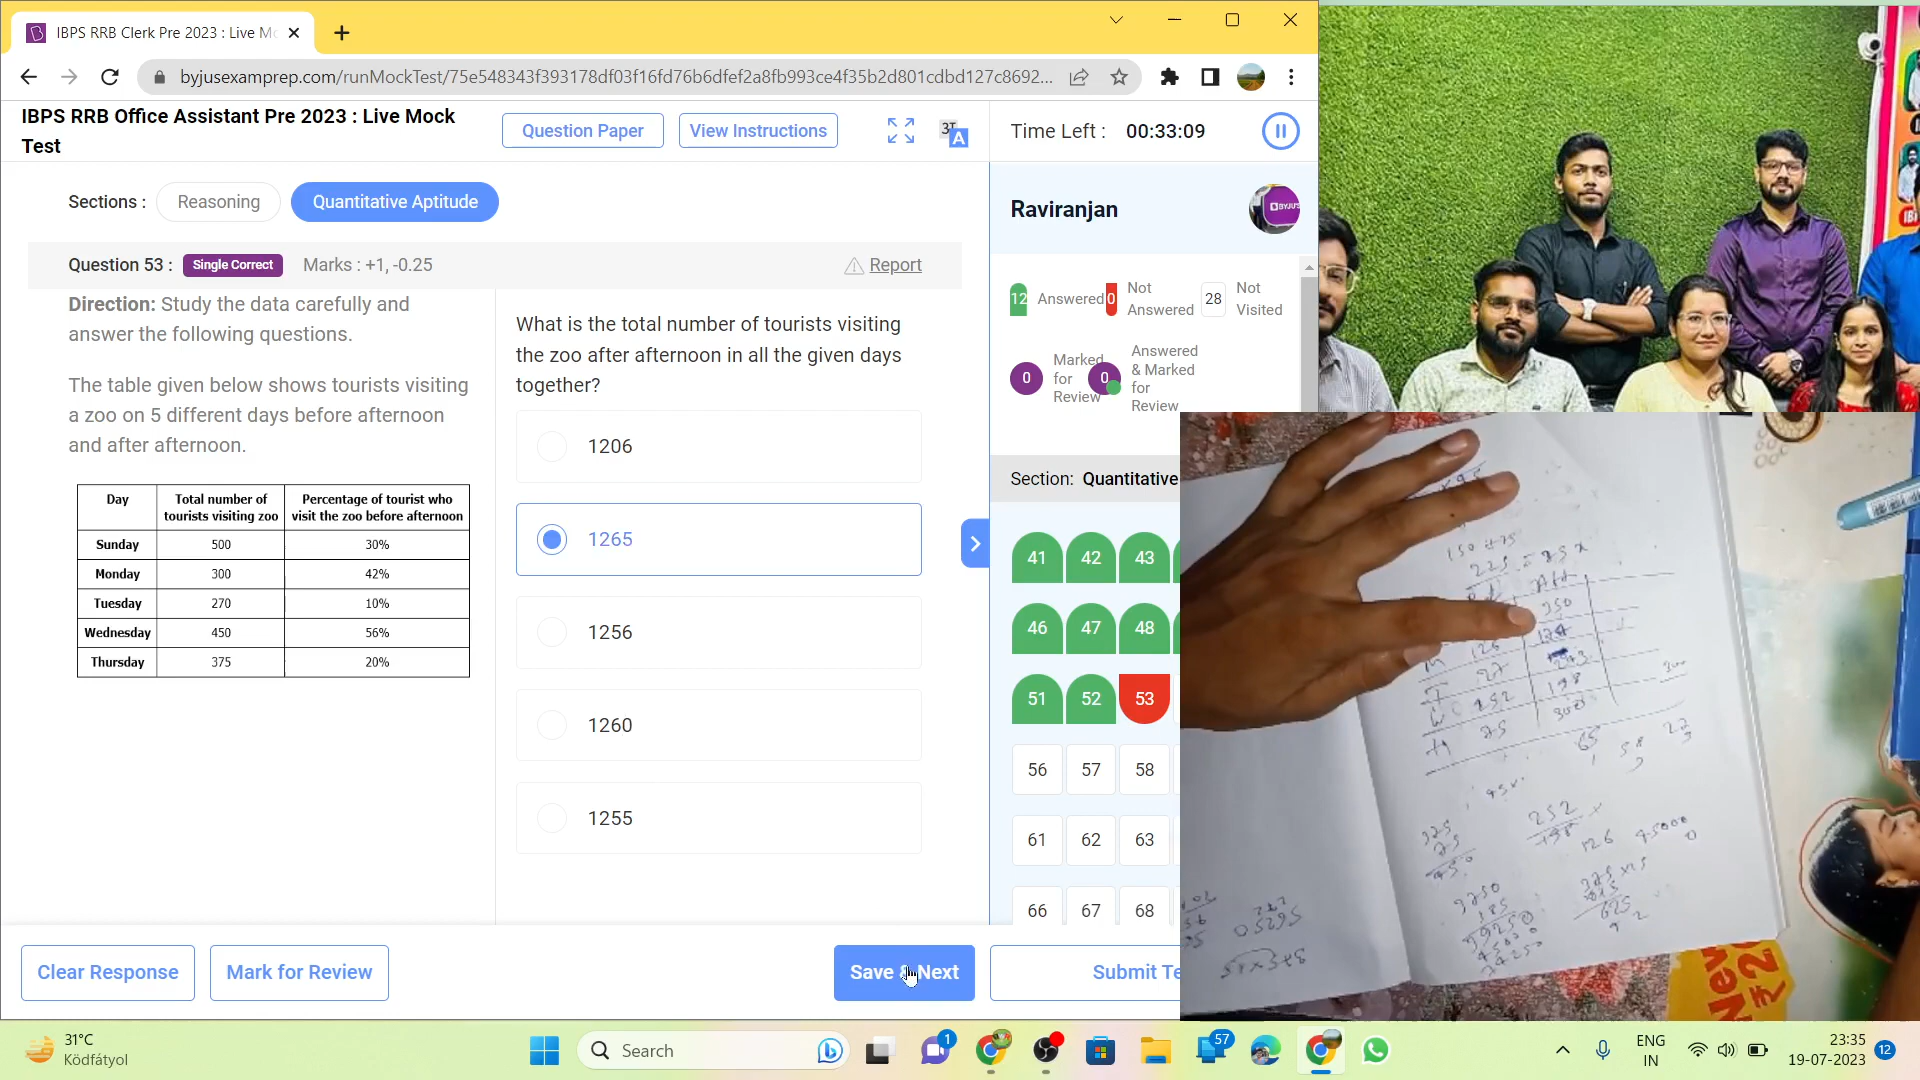 IBPS RRB Clerk Pre 2023 : Live Mo
byjusexamprep.com/runMockTest/75e548343f393178df03f16fd76b6dfef2a8fb993ce4f35b2d801cdbd127c8692...
IBPS RRB Office Assistant Pre 2023 : Live Mock
Test
Question Paper
View Instructions
Time Left : 00:33:09
Sections : Reasoning Quantitative Aptitude
Raviranjan
Question 53 : Single Correct Marks : +1, -0.25 Report
Direction: Study the data carefully and
answer the following questions.
The table given below shows tourists visiting
a zoo on 5 different days before afternoon
and after afternoon.
Day Total number of tourists visiting zoo Percentage of tourist who visit the zoo before afternoon
Sunday 500 30%
Monday 300 42%
Tuesday 270 10%
Wednesday 450 56%
Thursday 375 20%
What is the total number of tourists visiting
the zoo after afternoon in all the given days
together?
1206
1265
1256
1260
1255
12 Answered 0 Not Answered 28 Not Visited
0 Marked for Review 0 Answered & Marked for Review
Section: Quantitative
41 42 43
46 47 48
51 52 53
56 57 58
61 62 63
66 67 68
Clear Response
Mark for Review
Save & Next
Submit Te
31°C
Ködfátyol
Search
1
57
ENG
IN
23:35
19-07-2023
12